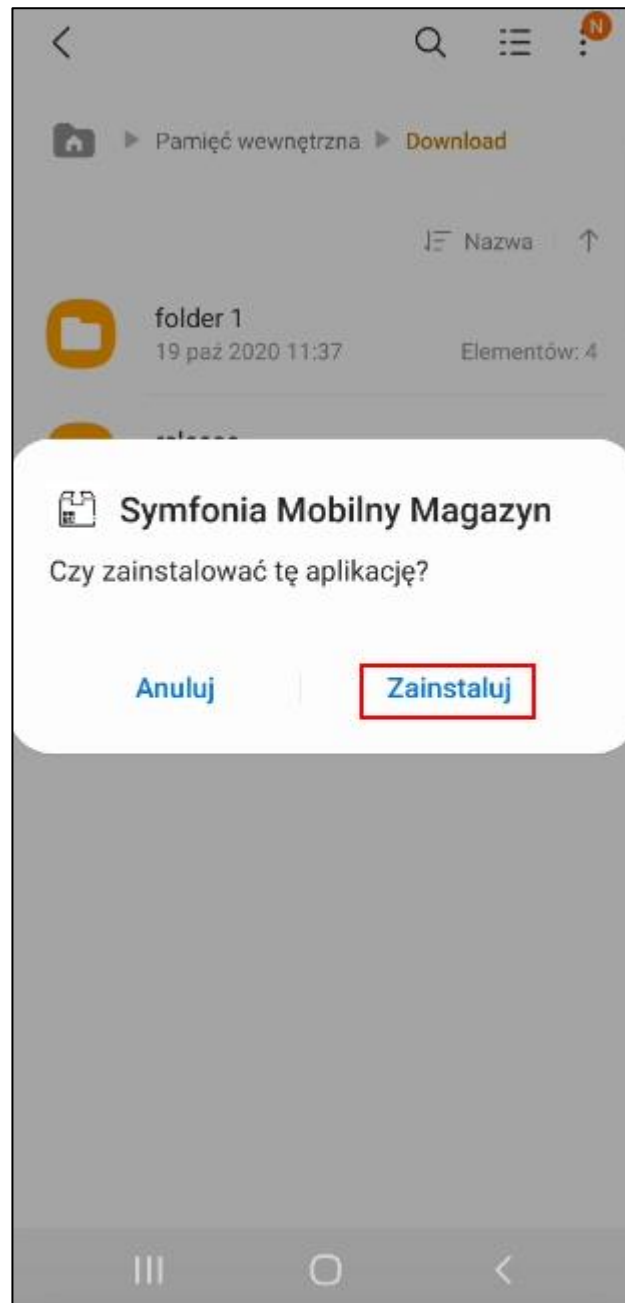 N
Pamięć wewnętrzna Download
Nazwa
folder 1
19 paź 2020 11:37 Elementów: 4
Symfonia Mobilny Magazyn
Czy zainstalować tę aplikację?
Anuluj Zainstaluj